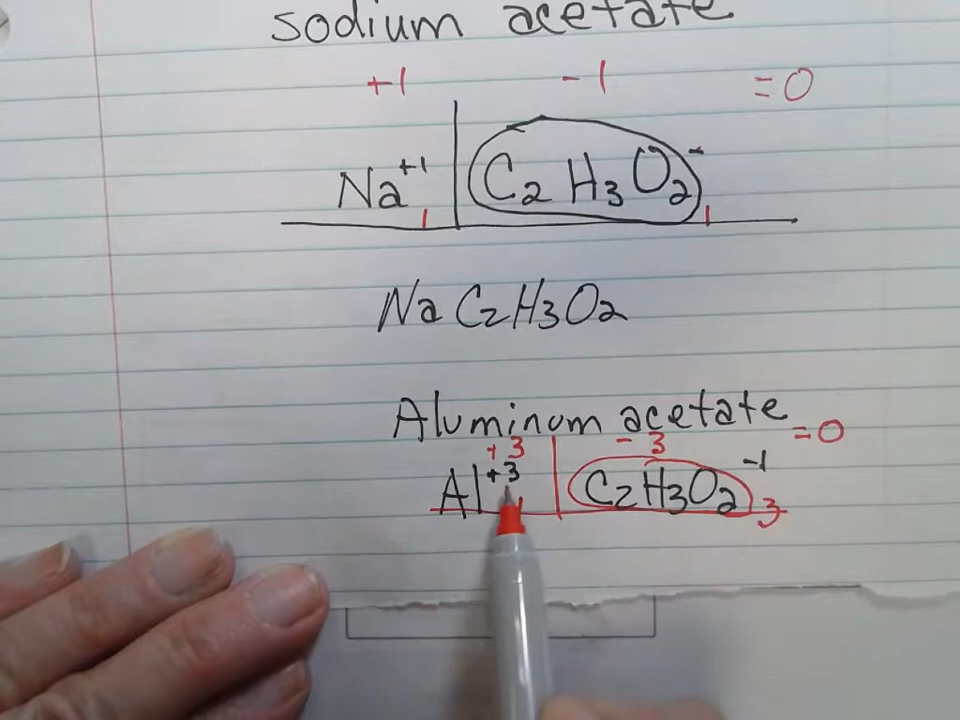 sodium acetate
+1 -1 =0
Na+1 C2H3O2-
1 1
NaC2H3O2
Aluminum acetate
+3 -3 =0
Al+3 C2H3O2-1
3